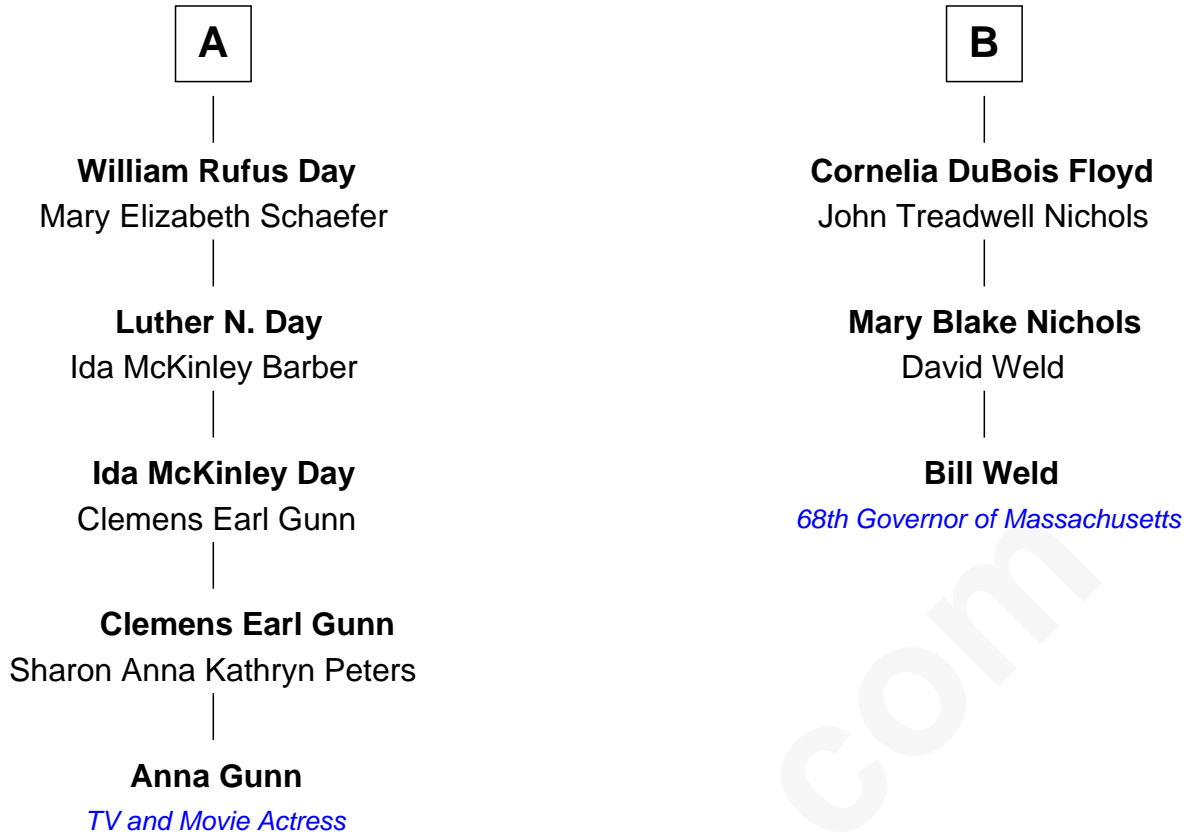 A
William Rufus Day
Mary Elizabeth Schaefer
Luther N. Day
Ida McKinley Barber
Ida McKinley Day
Clemens Earl Gunn
Clemens Earl Gunn
Sharon Anna Kathryn Peters
Anna Gunn
TV and Movie Actress
B
Cornelia DuBois Floyd
John Treadwell Nichols
Mary Blake Nichols
David Weld
Bill Weld
68th Governor of Massachusetts
com